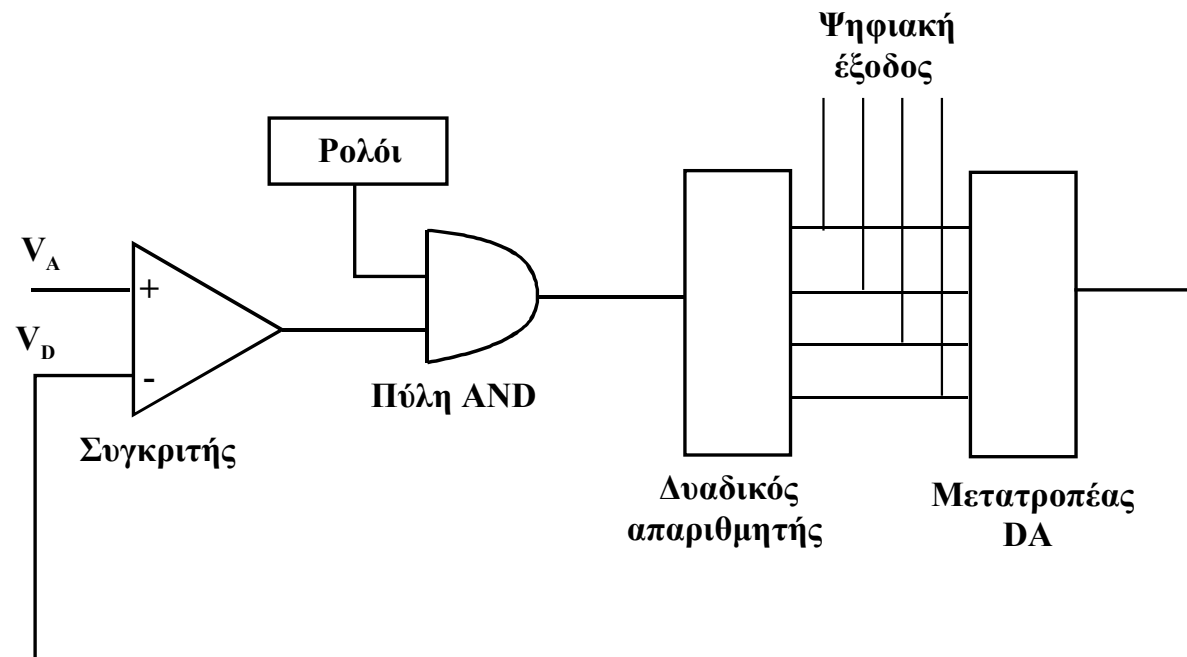 Ψηφιακή
έξοδος
Ρολόι
V_A
+
V_D
-
Πύλη AND
Συγκριτής
Δυαδικός
απαριθμητής
Μετατροπέας
DA